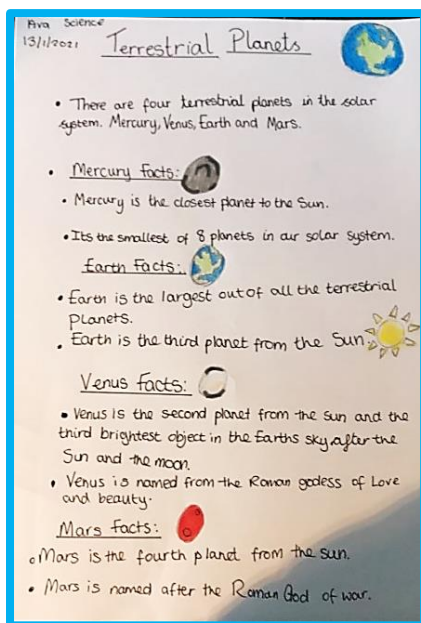 Ava Science
13/1/2021
Terrestrial Planets
• There are four terrestrial planets in the solar
system. Mercury, Venus, Earth and Mars.
• Mercury Facts:
• Mercury is the closest planet to the Sun.
• Its the smallest of 8 planets in our solar system.
Earth Facts:
• Earth is the largest out of all the terrestrial
Planets.
• Earth is the third planet from the Sun.
Venus Facts:
• Venus is the second planet from the sun and the
third brightest object in the Earths sky, after the
Sun and the moon.
• Venus is named from the Roman godess of Love
and beauty.
Mars Facts:
• Mars is the fourth planet from the sun.
• Mars is named after the Roman God of war.